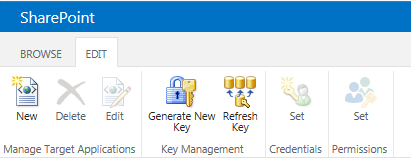 SharePoint
BROWSE EDIT
New Delete Edit Generate New Key Refresh Key Set Set
Manage Target Applications Key Management Credentials Permissions